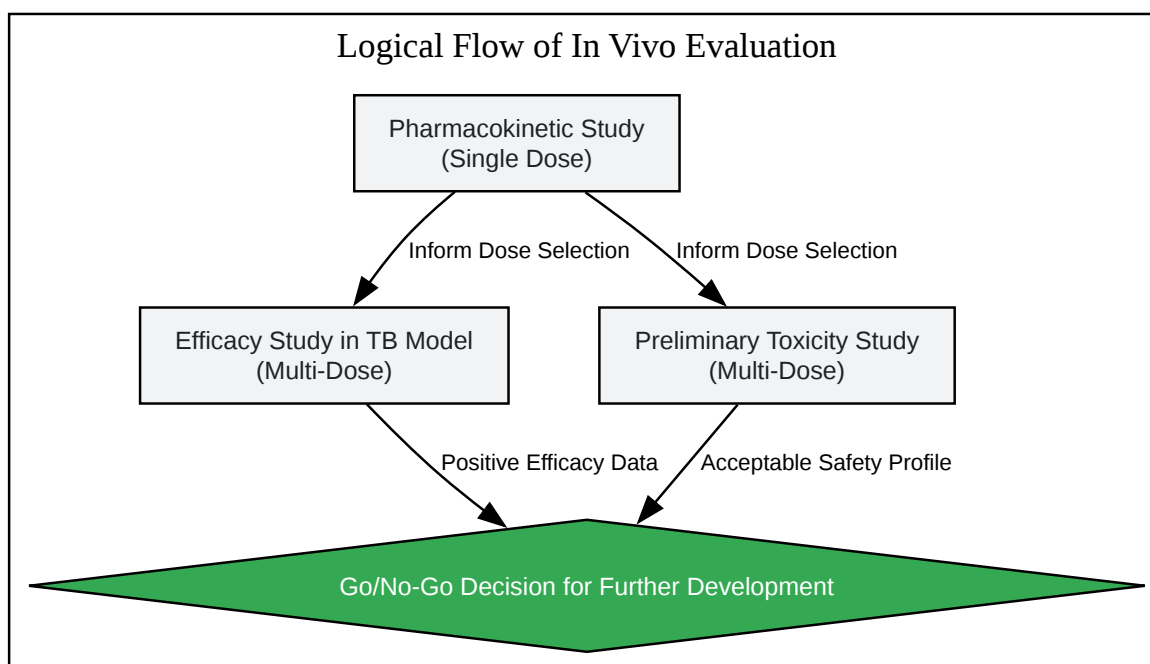 Logical Flow of In Vivo Evaluation
Pharmacokinetic Study
(Single Dose)
Inform Dose Selection
Inform Dose Selection
Efficacy Study in TB Model
(Multi-Dose)
Preliminary Toxicity Study
(Multi-Dose)
Positive Efficacy Data
Acceptable Safety Profile
Go/No-Go Decision for Further Development